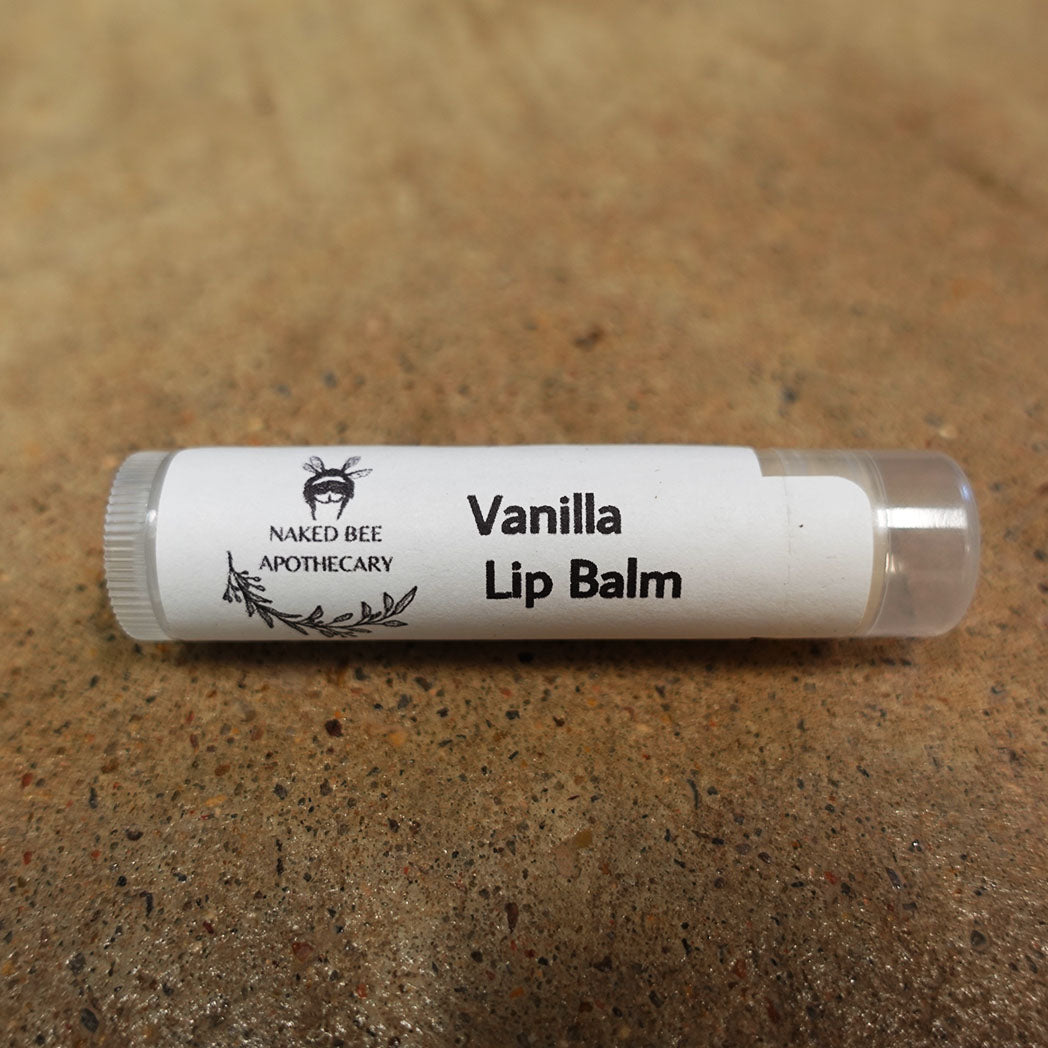 NAKED BEE
APOTHECARY
Vanilla
Lip Balm